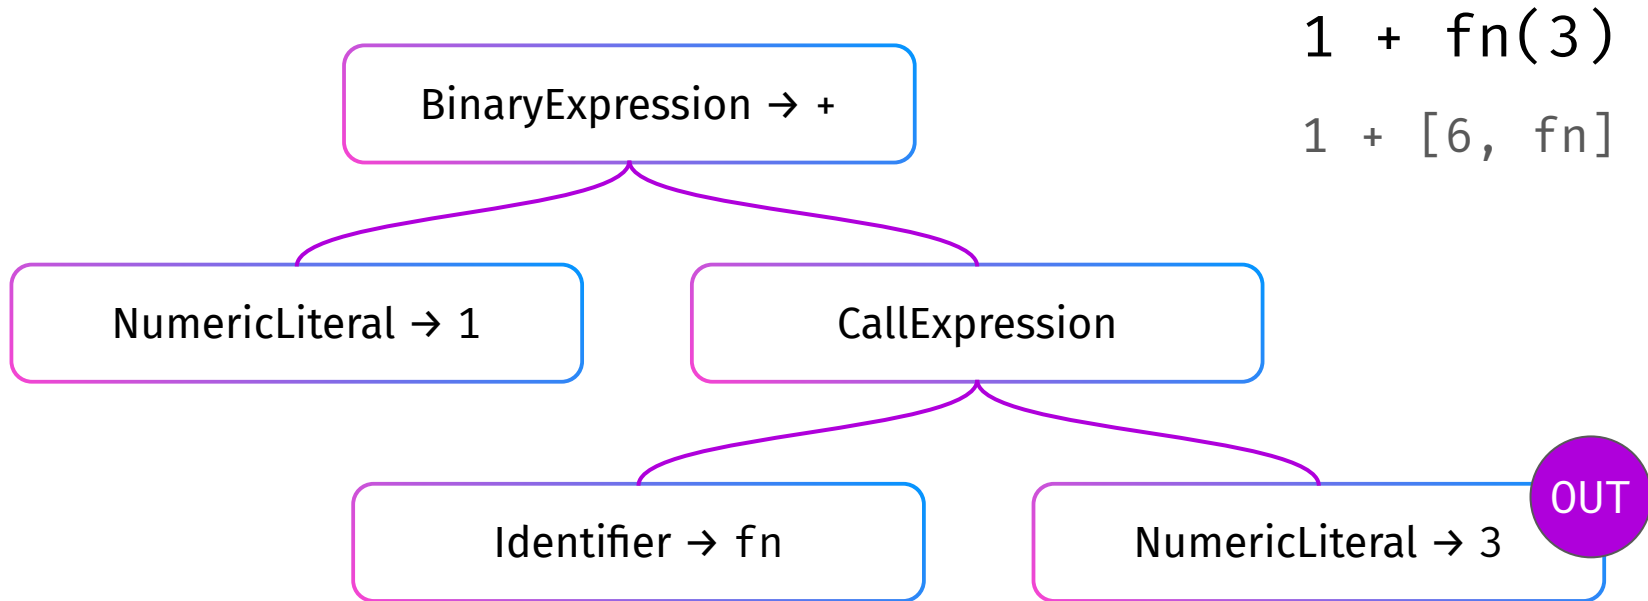 1 + fn(3)
1 + [6, fn]
BinaryExpression → +
NumericLiteral → 1
CallExpression
Identifier → fn
NumericLiteral → 3
OUT